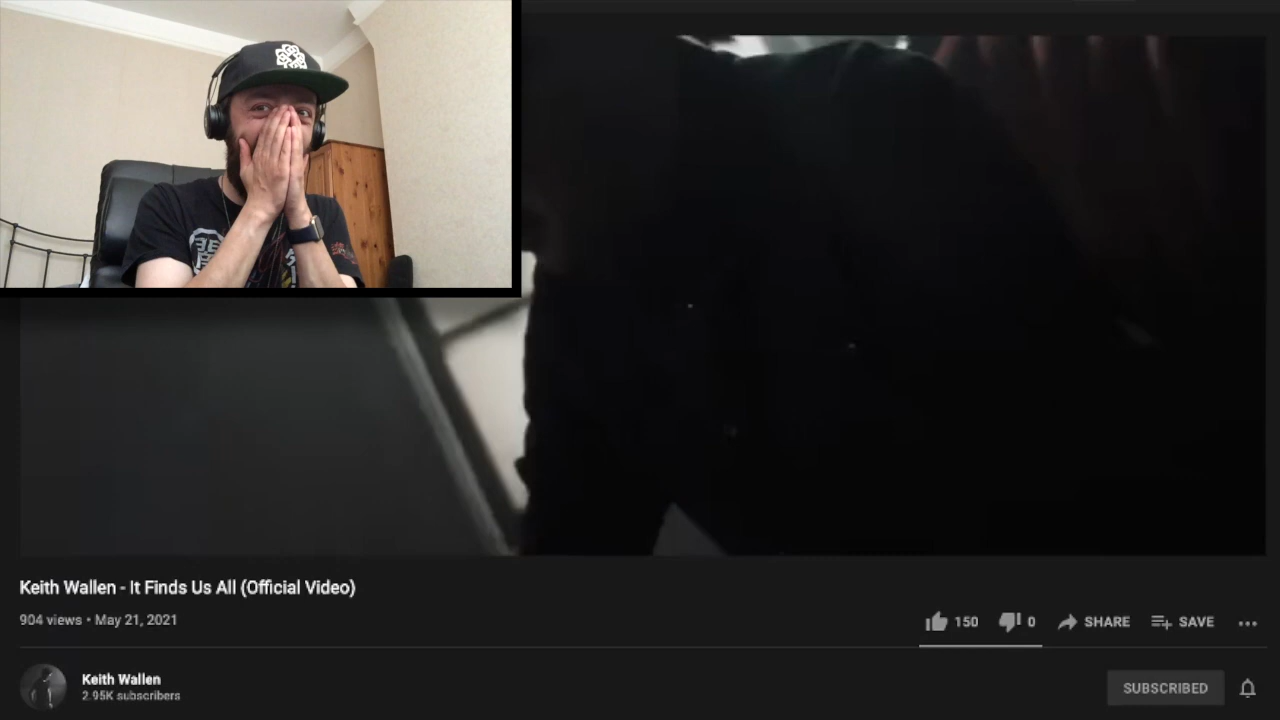 Keith Wallen - It Finds Us All (Official Video)
904 views • May 21, 2021
150
0
SHARE
SAVE
Keith Wallen
2.95K subscribers
SUBSCRIBED